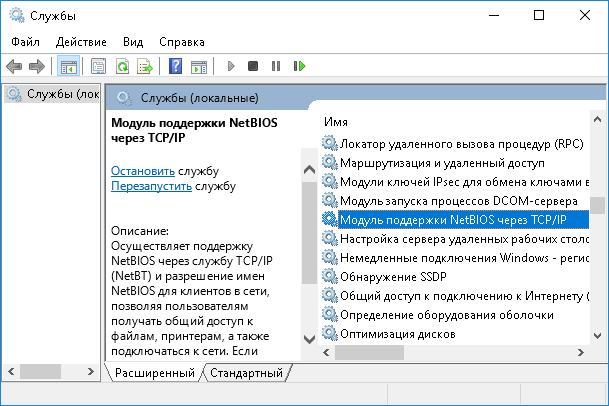 Службы
Файл Действие Вид Справка
Службы (лок
Службы (локальные)
Модуль поддержки NetBIOS
через TCP/IP
Остановить службу
Перезапустить службу
Описание:
Осуществляет поддержку
NetBIOS через службу TCP/IP
(NetBT) и разрешение имен
NetBIOS для клиентов в сети,
позволяя пользователям
получать общий доступ к
файлам, принтерам, а также
подключаться к сети. Если
Имя
Локатор удаленного вызова процедур (RPC)
Маршрутизация и удаленный доступ
Модули ключей IPsec для обмена ключами в
Модуль запуска процессов DCOM-сервера
Модуль поддержки NetBIOS через TCP/IP
Настройка сервера удаленных рабочих столо
Немедленные подключения Windows - регис
Обнаружение SSDP
Общий доступ к подключению к Интернету (
Определение оборудования оболочки
Оптимизация дисков
Расширенный Стандартный